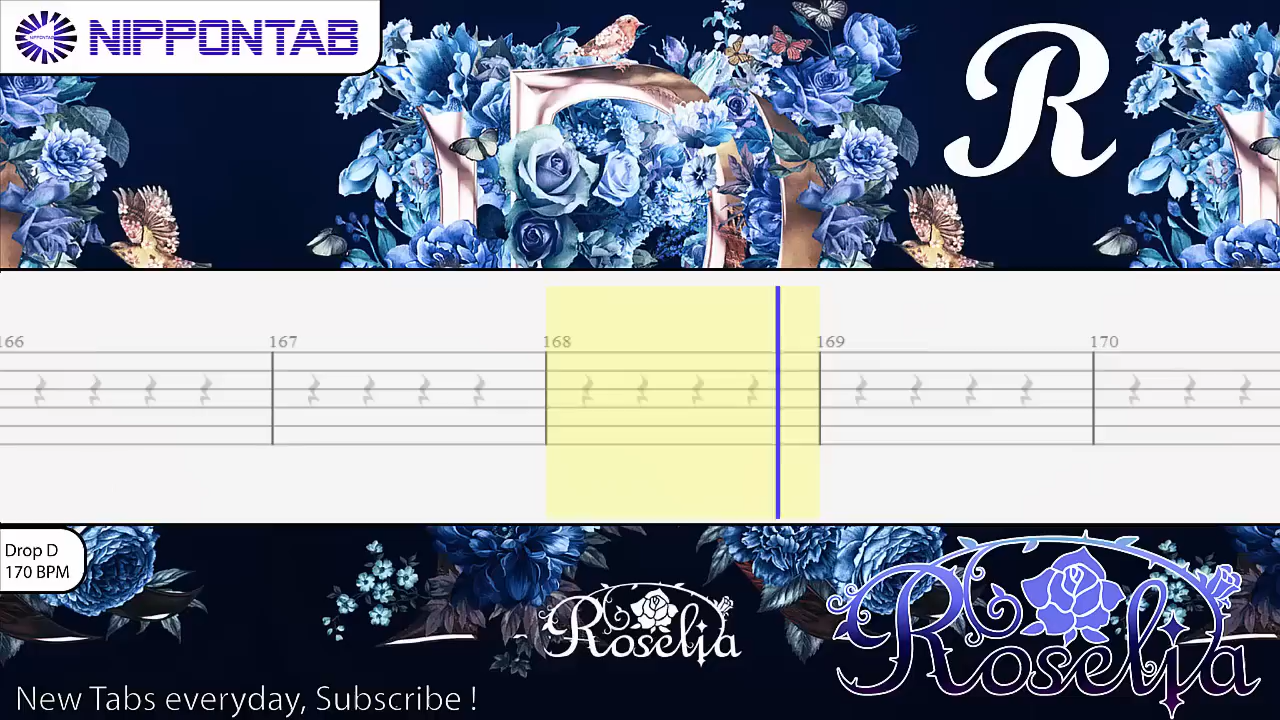 NIPPONTAB
R
166
167
168
169
170
Drop D
170 BPM
Roselia
Roselia
New Tabs everyday, Subscribe !